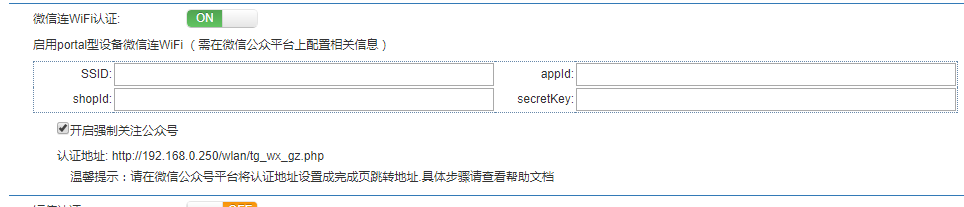 微信连WiFi认证: ON
启用portal型设备微信连WiFi （需在微信公众平台上配置相关信息）
SSID: appId:
shopId: secretKey:
开启强制关注公众号
认证地址: http://192.168.0.250/wlan/tg_wx_gz.php
温馨提示：请在微信公众号平台将认证地址设置成完成页跳转地址.具体步骤请查看帮助文档